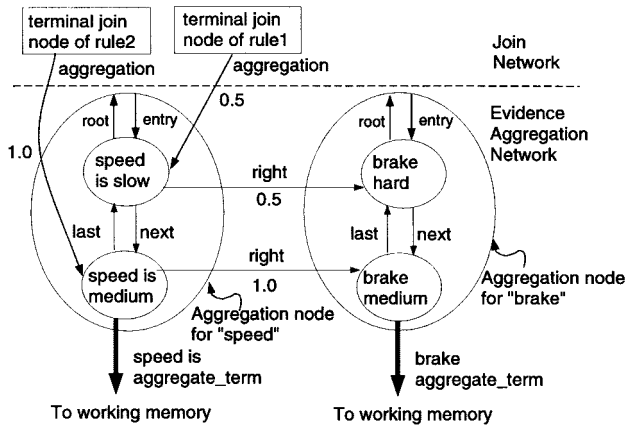 terminal join
node of rule2
terminal join
node of rule1
aggregation
aggregation
Join
Network
0.5
1.0
root
entry
root
entry
Evidence
Aggregation
Network
speed
is slow
right
0.5
brake
hard
last
next
right
1.0
last
next
speed is
medium
brake
medium
Aggregation node
for "speed"
Aggregation node
for "brake"
speed is
aggregate_term
brake
aggregate_term
To working memory
To working memory